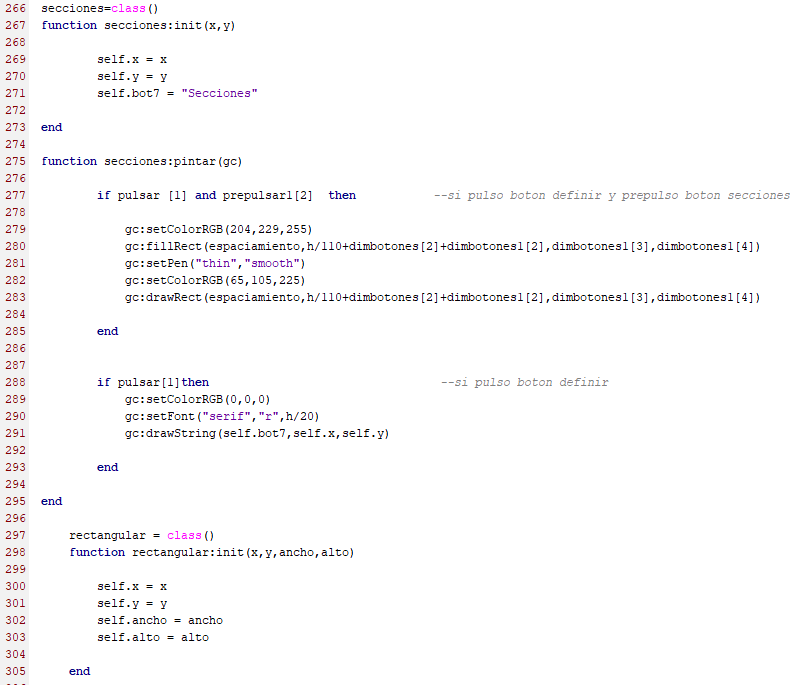 266 secciones=class()
267 function secciones:init(x,y)
268
269 self.x = x
270 self.y = y
271 self.bot7 = "Secciones"
272
273 end
274
275 function secciones:pintar(gc)
276
277 if pulsar [1] and prepulsar1[2] then --si pulso boton definir y prepulso boton secciones
278
279 gc:setColorRGB(204,229,255)
280 gc:fillRect(espaciamiento,h/110+dimbotones[2]+dimbotones1[2],dimbotones1[3],dimbotones1[4])
281 gc:setPen("thin","smooth")
282 gc:setColorRGB(65,105,225)
283 gc:drawRect(espaciamiento,h/110+dimbotones[2]+dimbotones1[2],dimbotones1[3],dimbotones1[4])
284
285 end
286
287
288 if pulsar[1]then --si pulso boton definir
289 gc:setColorRGB(0,0,0)
290 gc:setFont("serif","r",h/20)
291 gc:drawString(self.bot7,self.x,self.y)
292
293 end
294
295 end
296
297 rectangular = class()
298 function rectangular:init(x,y,ancho,alto)
299
300 self.x = x
301 self.y = y
302 self.ancho = ancho
303 self.alto = alto
304
305 end